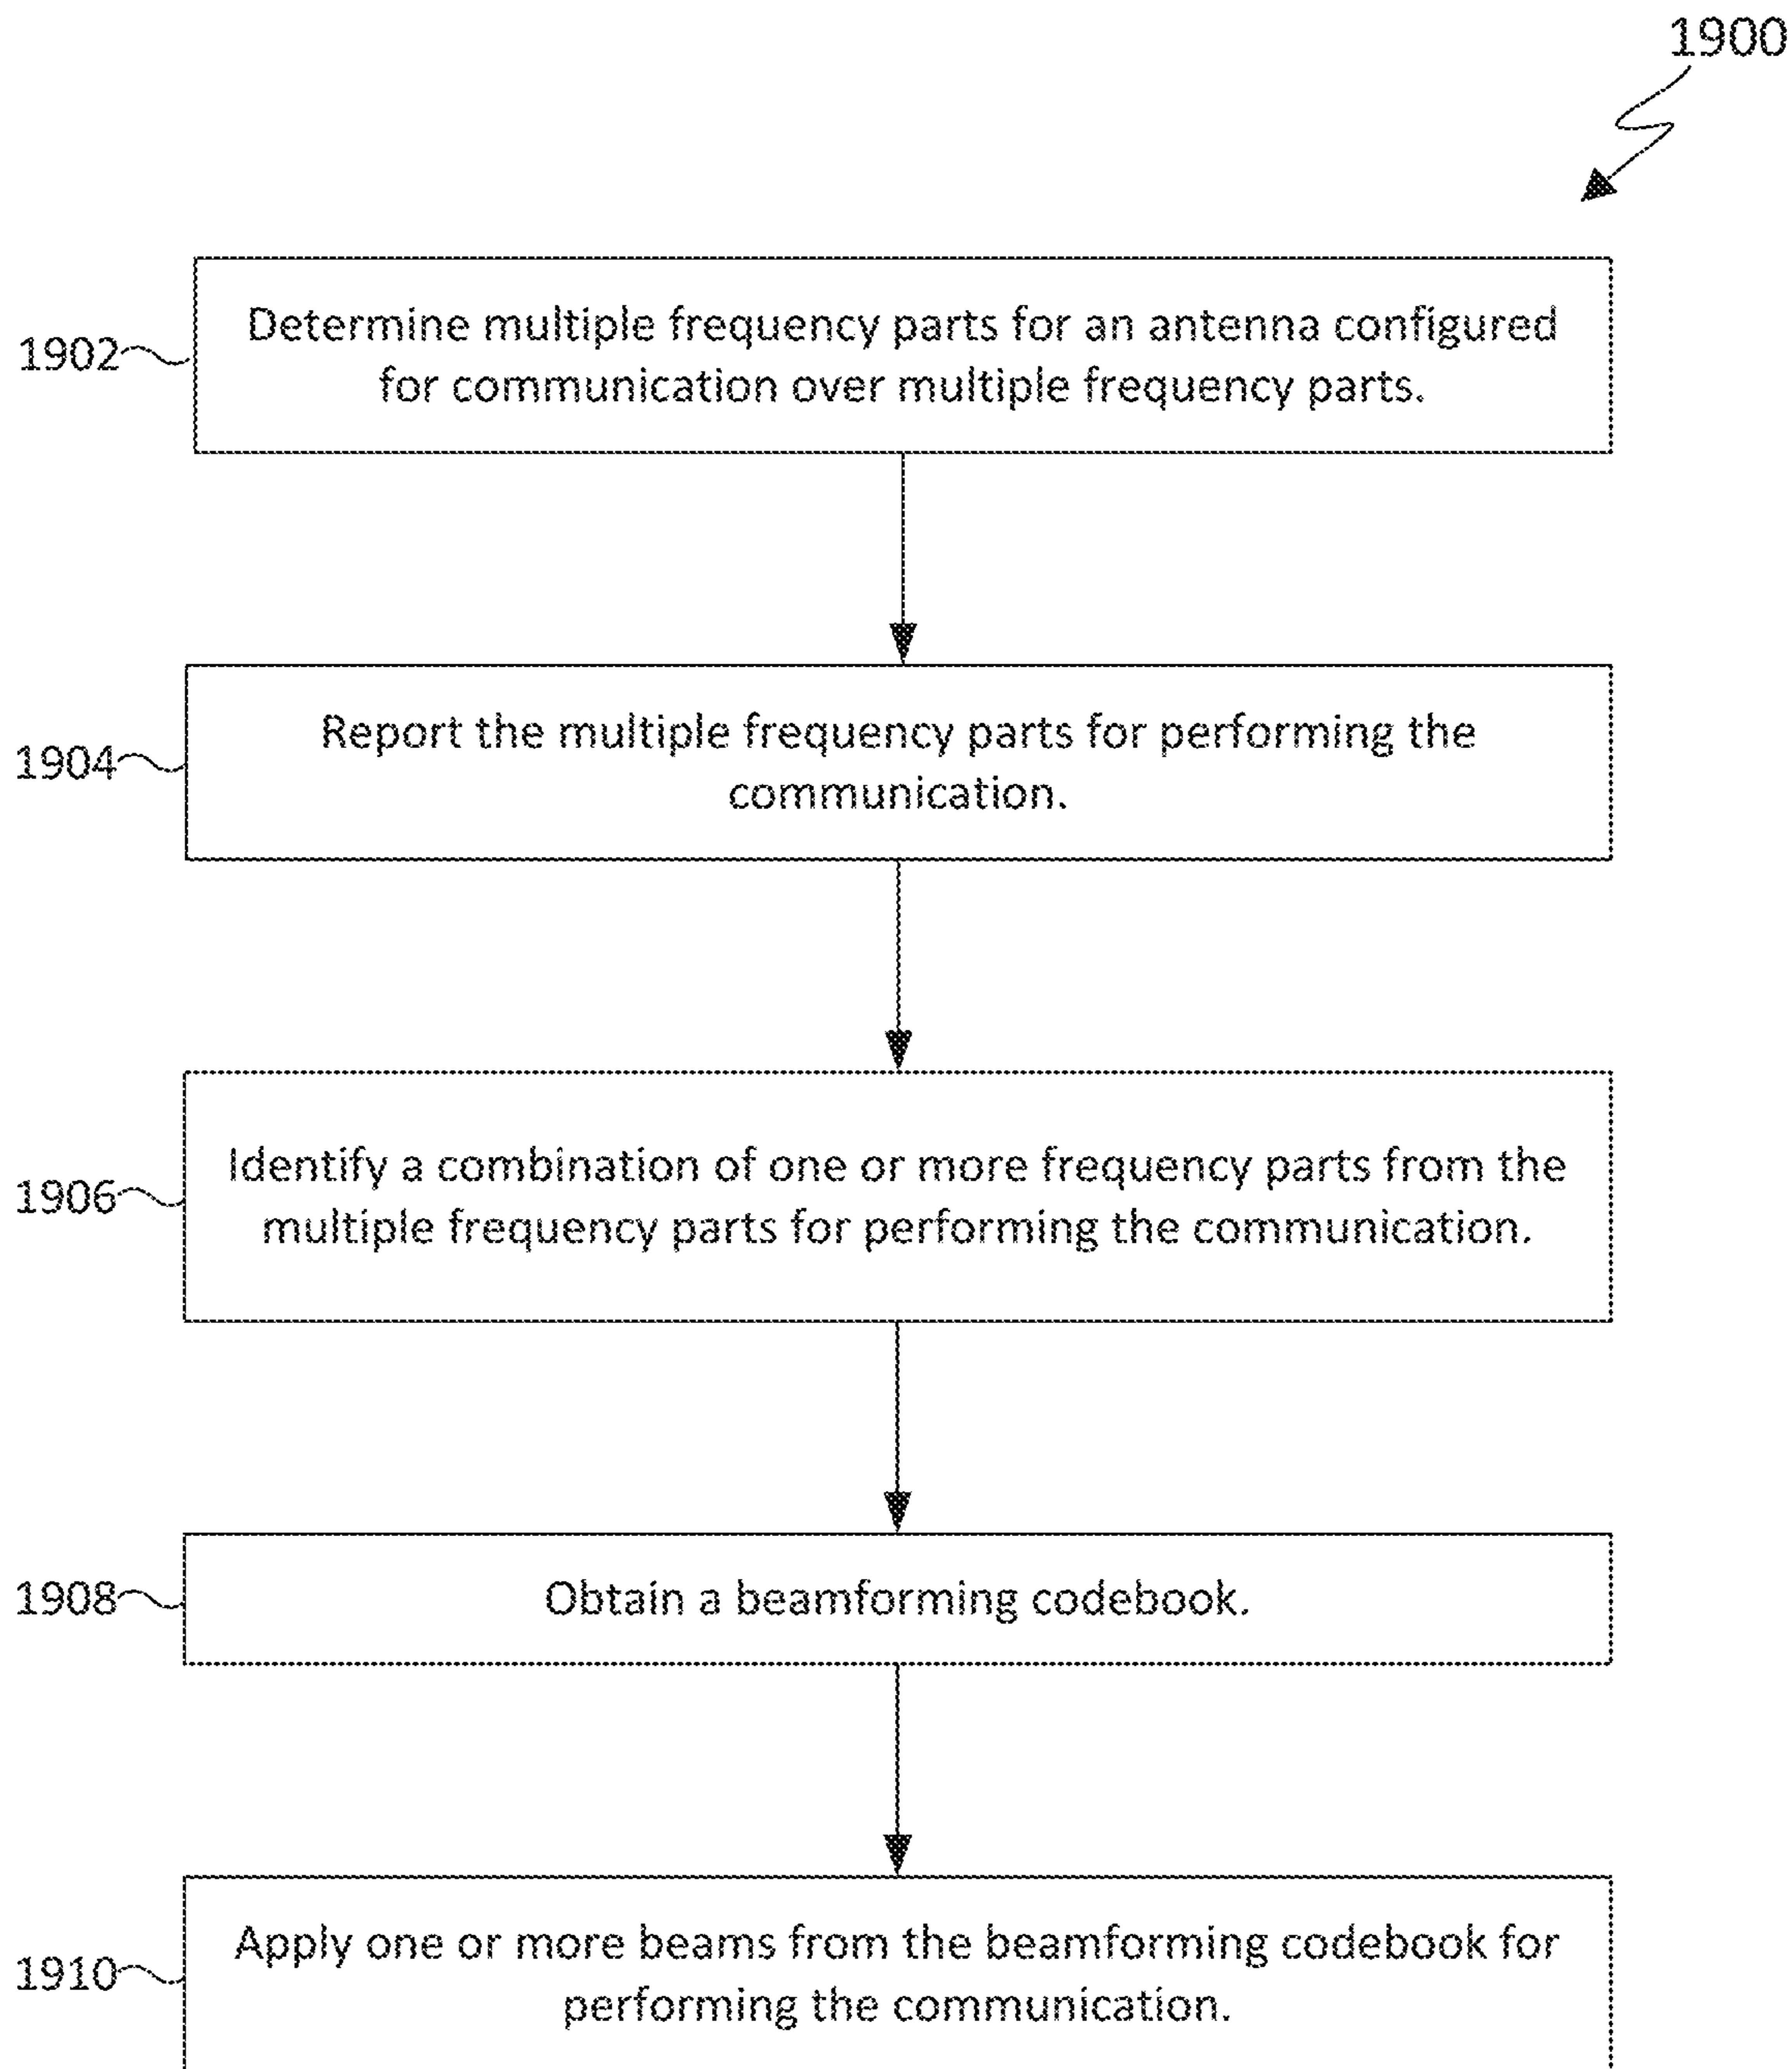 1900
1902
Determine multiple frequency parts for an antenna configured
for communication over multiple frequency parts.
1904
Report the multiple frequency parts for performing the
communication.
1906
Identify a combination of one or more frequency parts from the
multiple frequency parts for performing the communication.
1908
Obtain a beamforming codebook.
1910
Apply one or more beams from the beamforming codebook for
performing the communication.